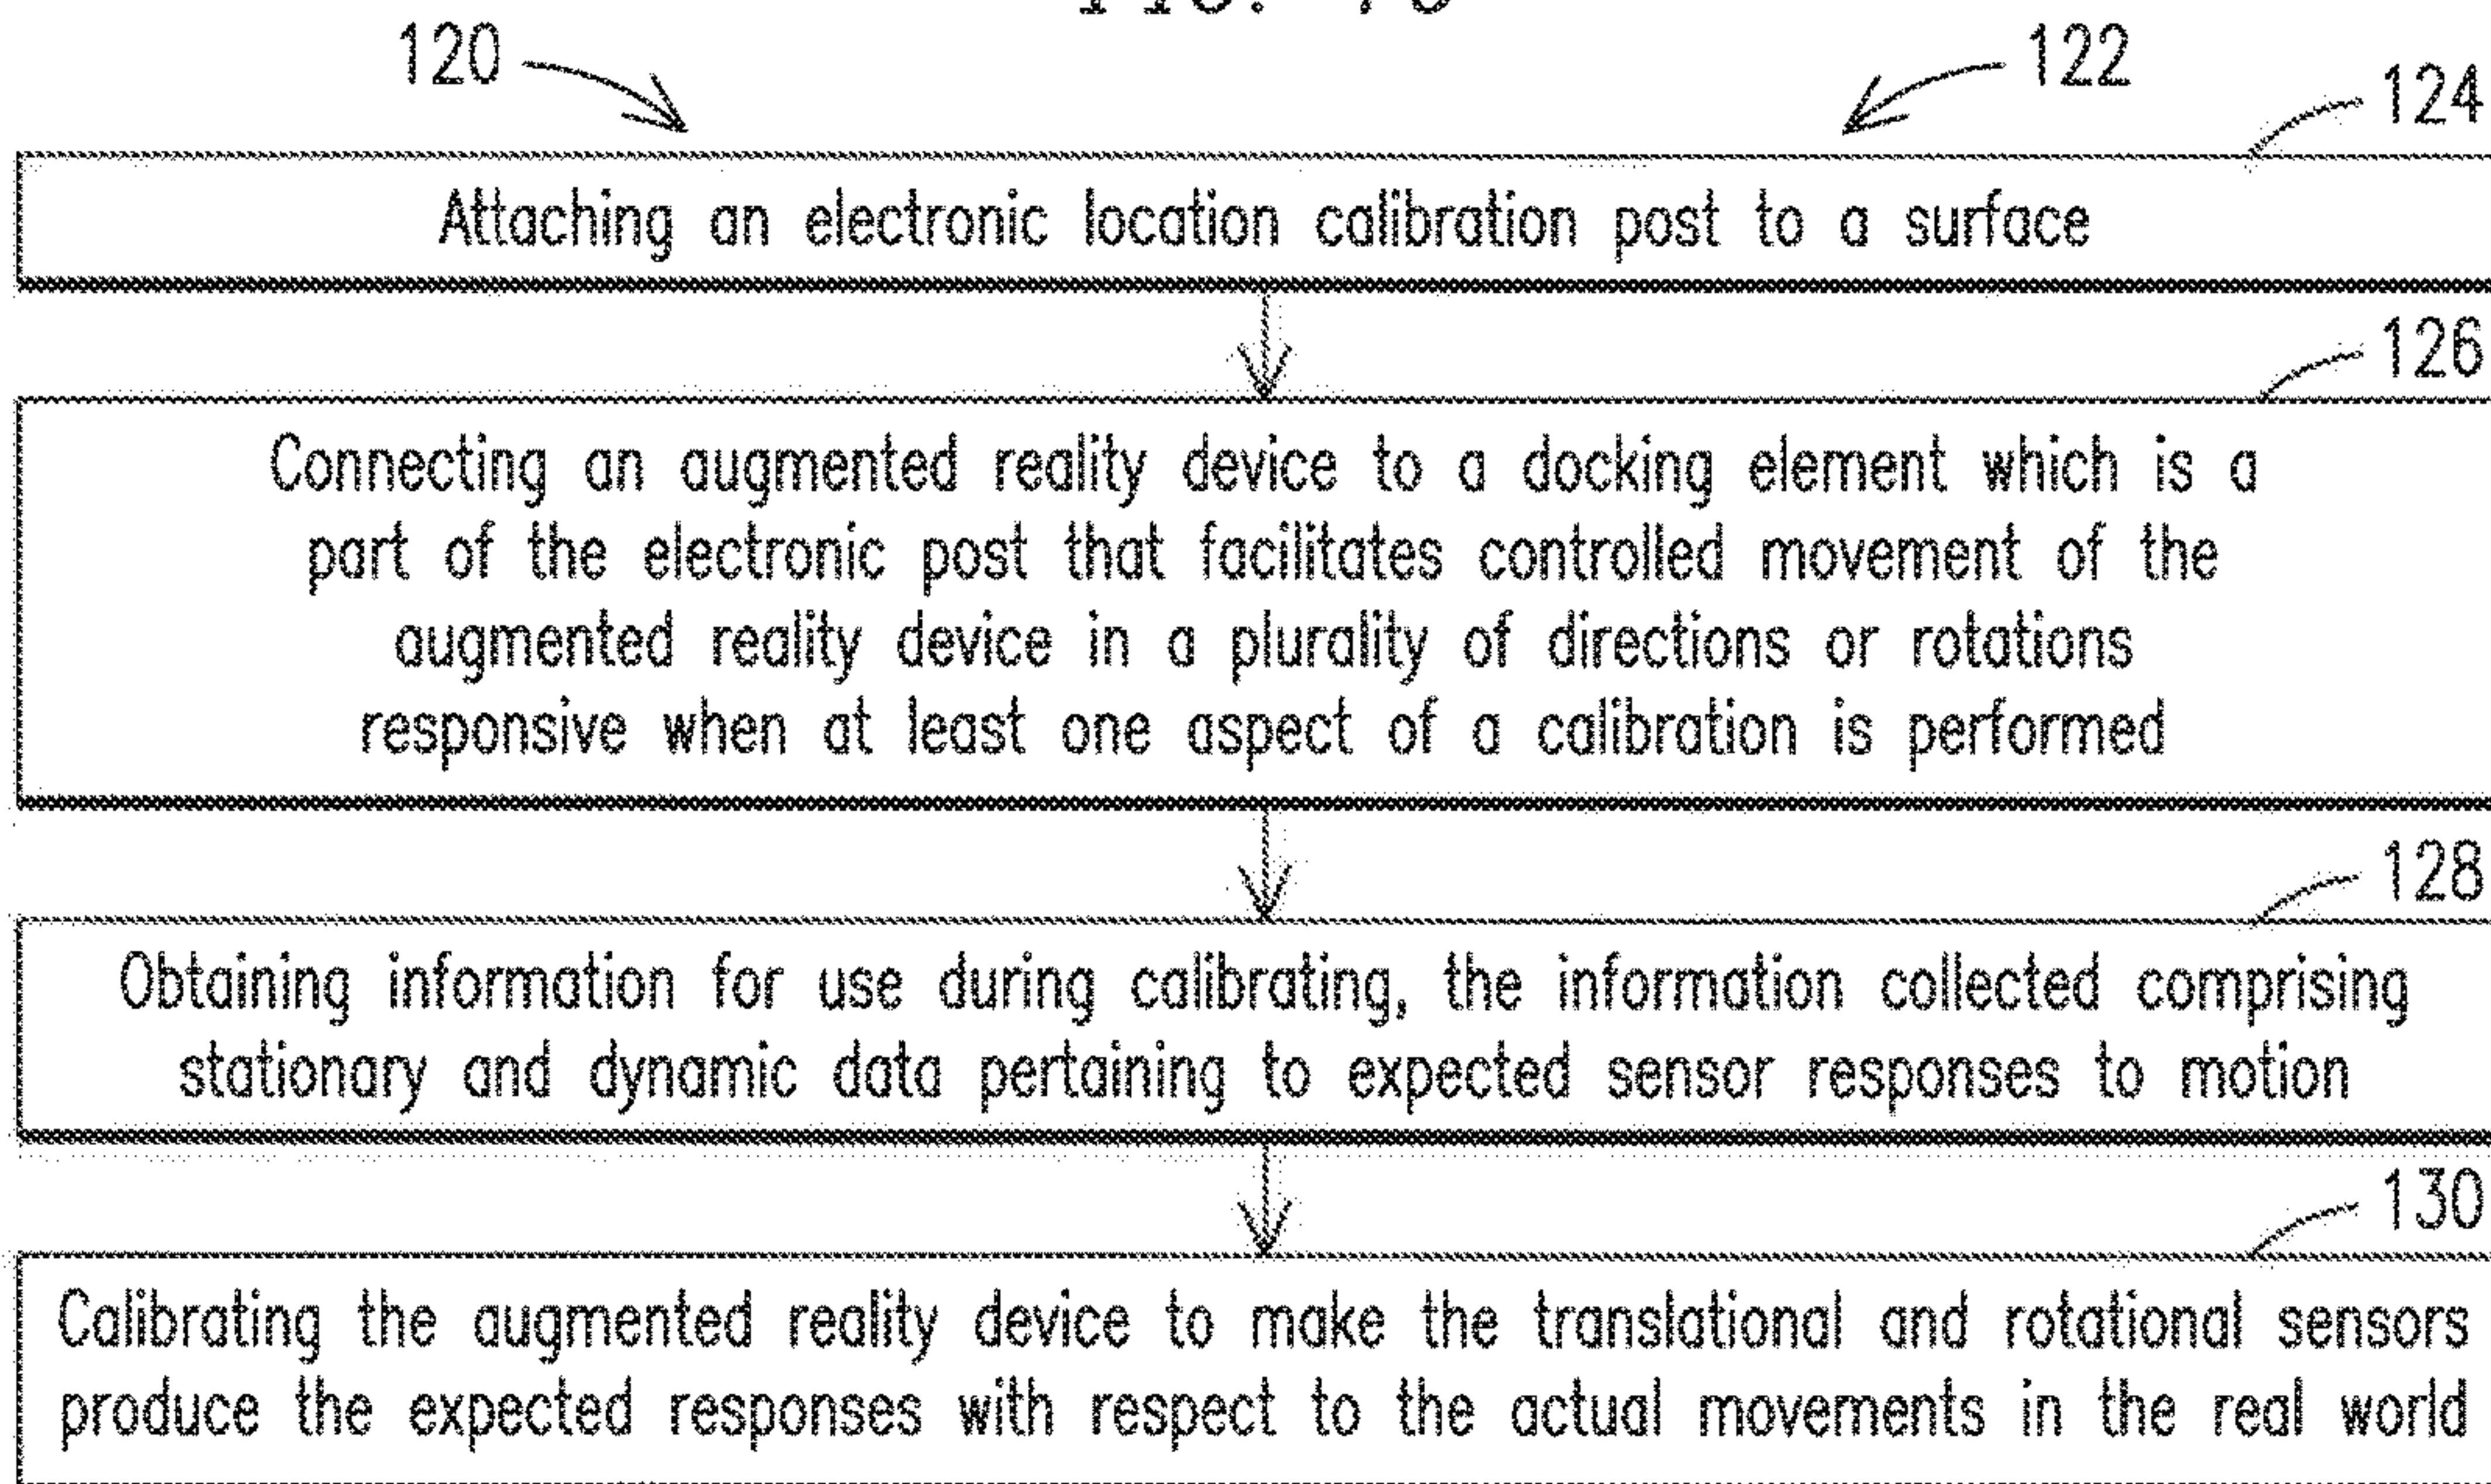 120
122
124
Attaching an electronic location calibration post to a surface
126
Connecting an augmented reality device to a docking element which is a
part of the electronic post that facilitates controlled movement of the
augmented reality device in a plurality of directions or rotations
responsive when at least one aspect of a calibration is performed
128
Obtaining information for use during calibrating, the information collected comprising
stationary and dynamic data pertaining to expected sensor responses to motion
130
Calibrating the augmented reality device to make the translational and rotational sensors
produce the expected responses with respect to the actual movements in the real world